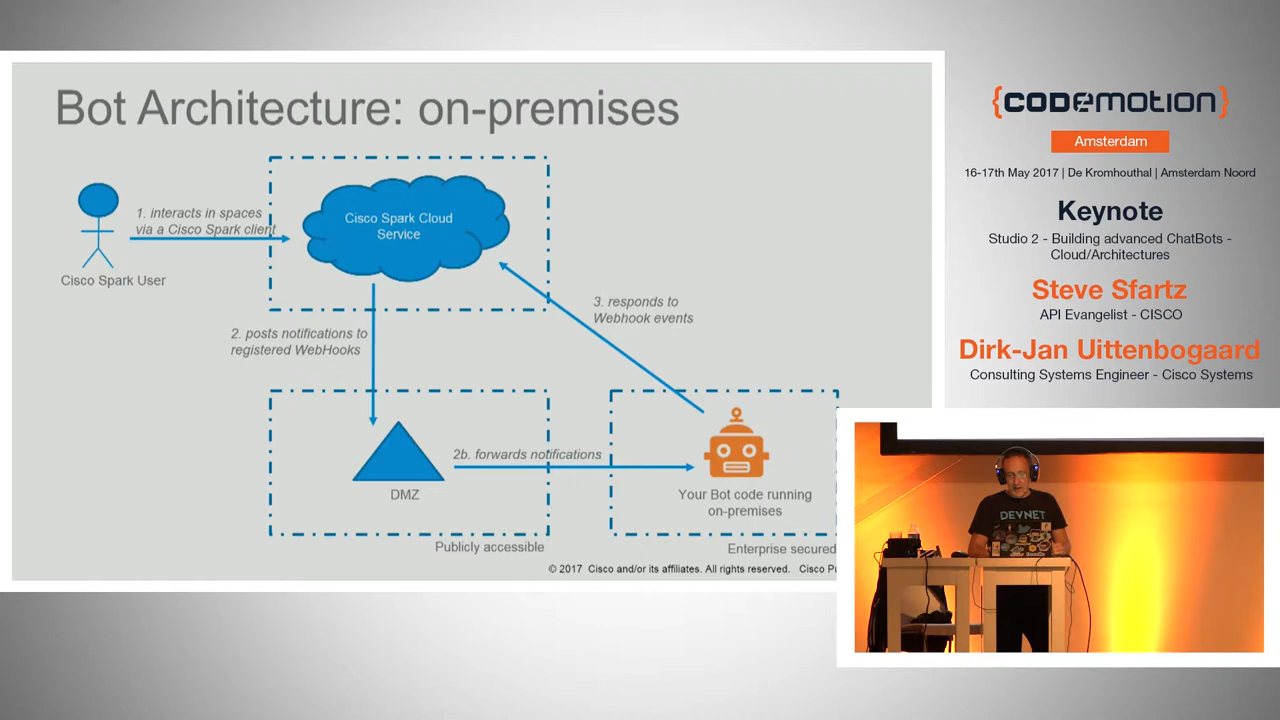 Bot Architecture: on-premises
1. interacts in spaces
via a Cisco Spark client
Cisco Spark User
Cisco Spark Cloud
Service
3. responds to
Webhook events
2. posts notifications to
registered WebHooks
2b. forwards notifications
DMZ
Your Bot code running
on-premises
Publicly accessible
Enterprise secured
© 2017 Cisco and/or its affiliates. All rights reserved. Cisco
{CODEMOTION}
Amsterdam
16-17th May 2017 | De Kromhouthal | Amsterdam Noord
Keynote
Studio 2 - Building advanced ChatBots -
Cloud/Architectures
Steve Sfartz
API Evangelist - CISCO
Dirk-Jan Uittenbogaard
Consulting Systems Engineer - Cisco Systems
DEVNET